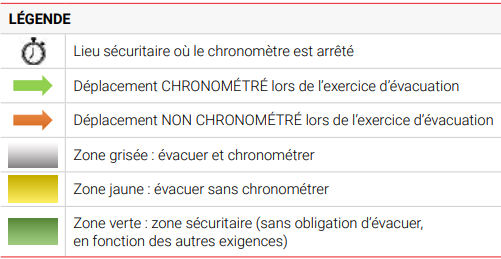 LÉGENDE
Lieu sécuritaire où le chronomètre est arrêté
Déplacement CHRONOMÉTRÉ lors de l’exercice d’évacuation
Déplacement NON CHRONOMÉTRÉ lors de l’exercice d’évacuation
Zone grisée : évacuer et chronométrer
Zone jaune : évacuer sans chronométrer
Zone verte : zone sécuritaire (sans obligation d’évacuer,
en fonction des autres exigences)